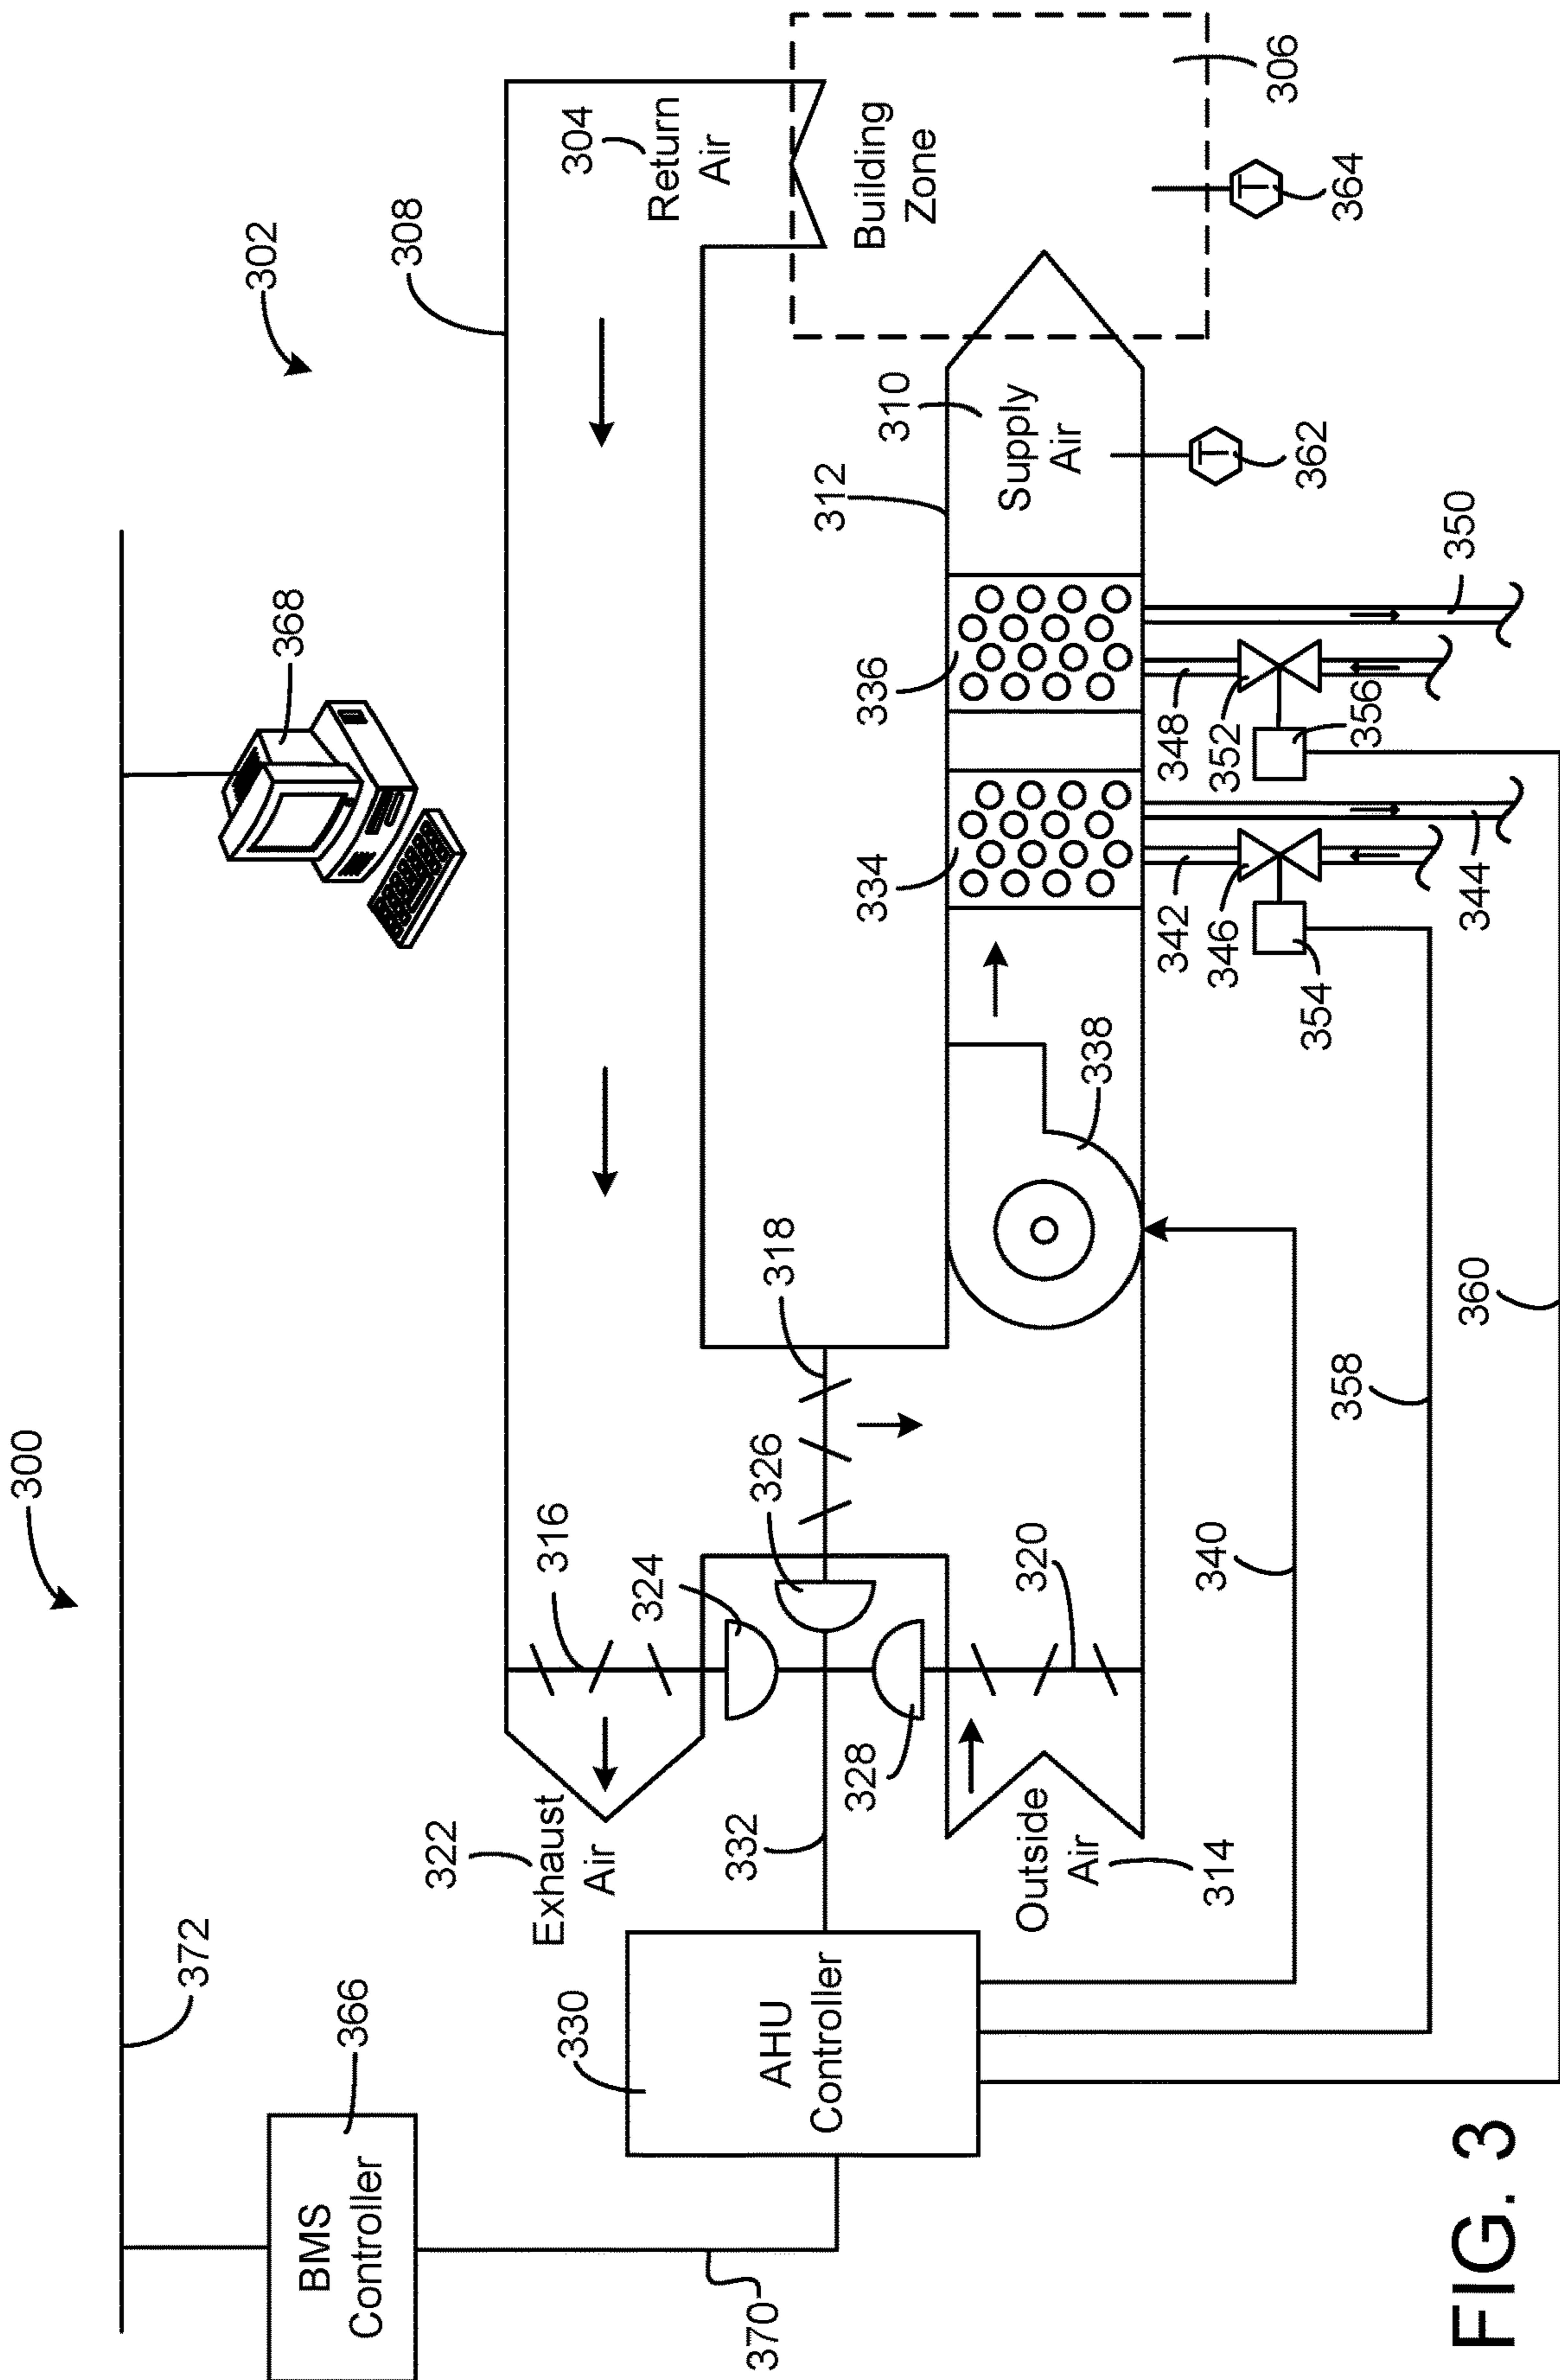 300
372
BMS
Controller
366
368
370
302
308
304
Return
Air
322
Exhaust
Air
316
324
326
318
332
328
330
AHU
Controller
Outside
Air
314
320
338
334
336
312
310
Supply
Air
Building
Zone
306
342
346
354
344
348
352
356
350
362
364
T
T
340
358
360
FIG. 3